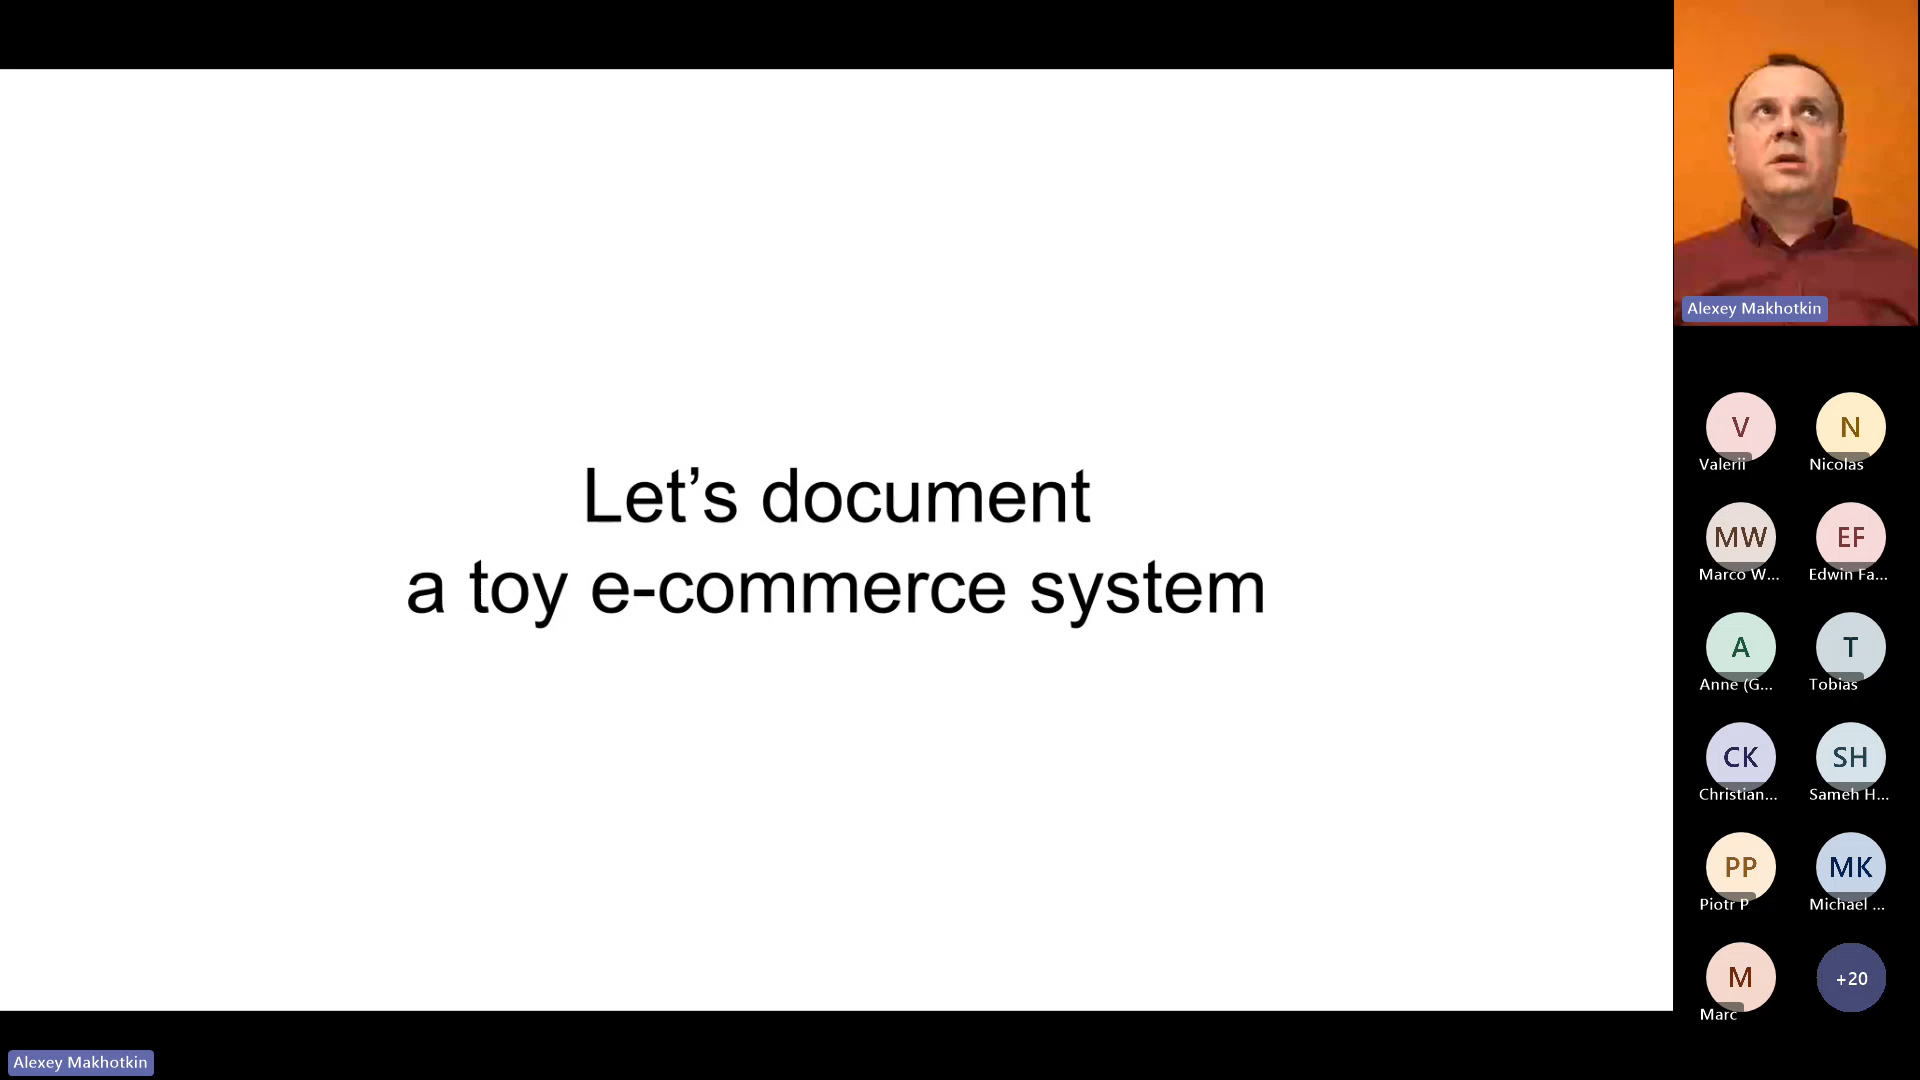 Let’s document
a toy e-commerce system
Alexey Makhotkin
V
N
Valerii
Nicolas
MW
EF
Marco W...
Edwin Fa...
A
T
Anne (G...
Tobias
CK
SH
Christian...
Sameh H...
PP
MK
Piotr P
Michael ...
M
+20
Marc
Alexey Makhotkin